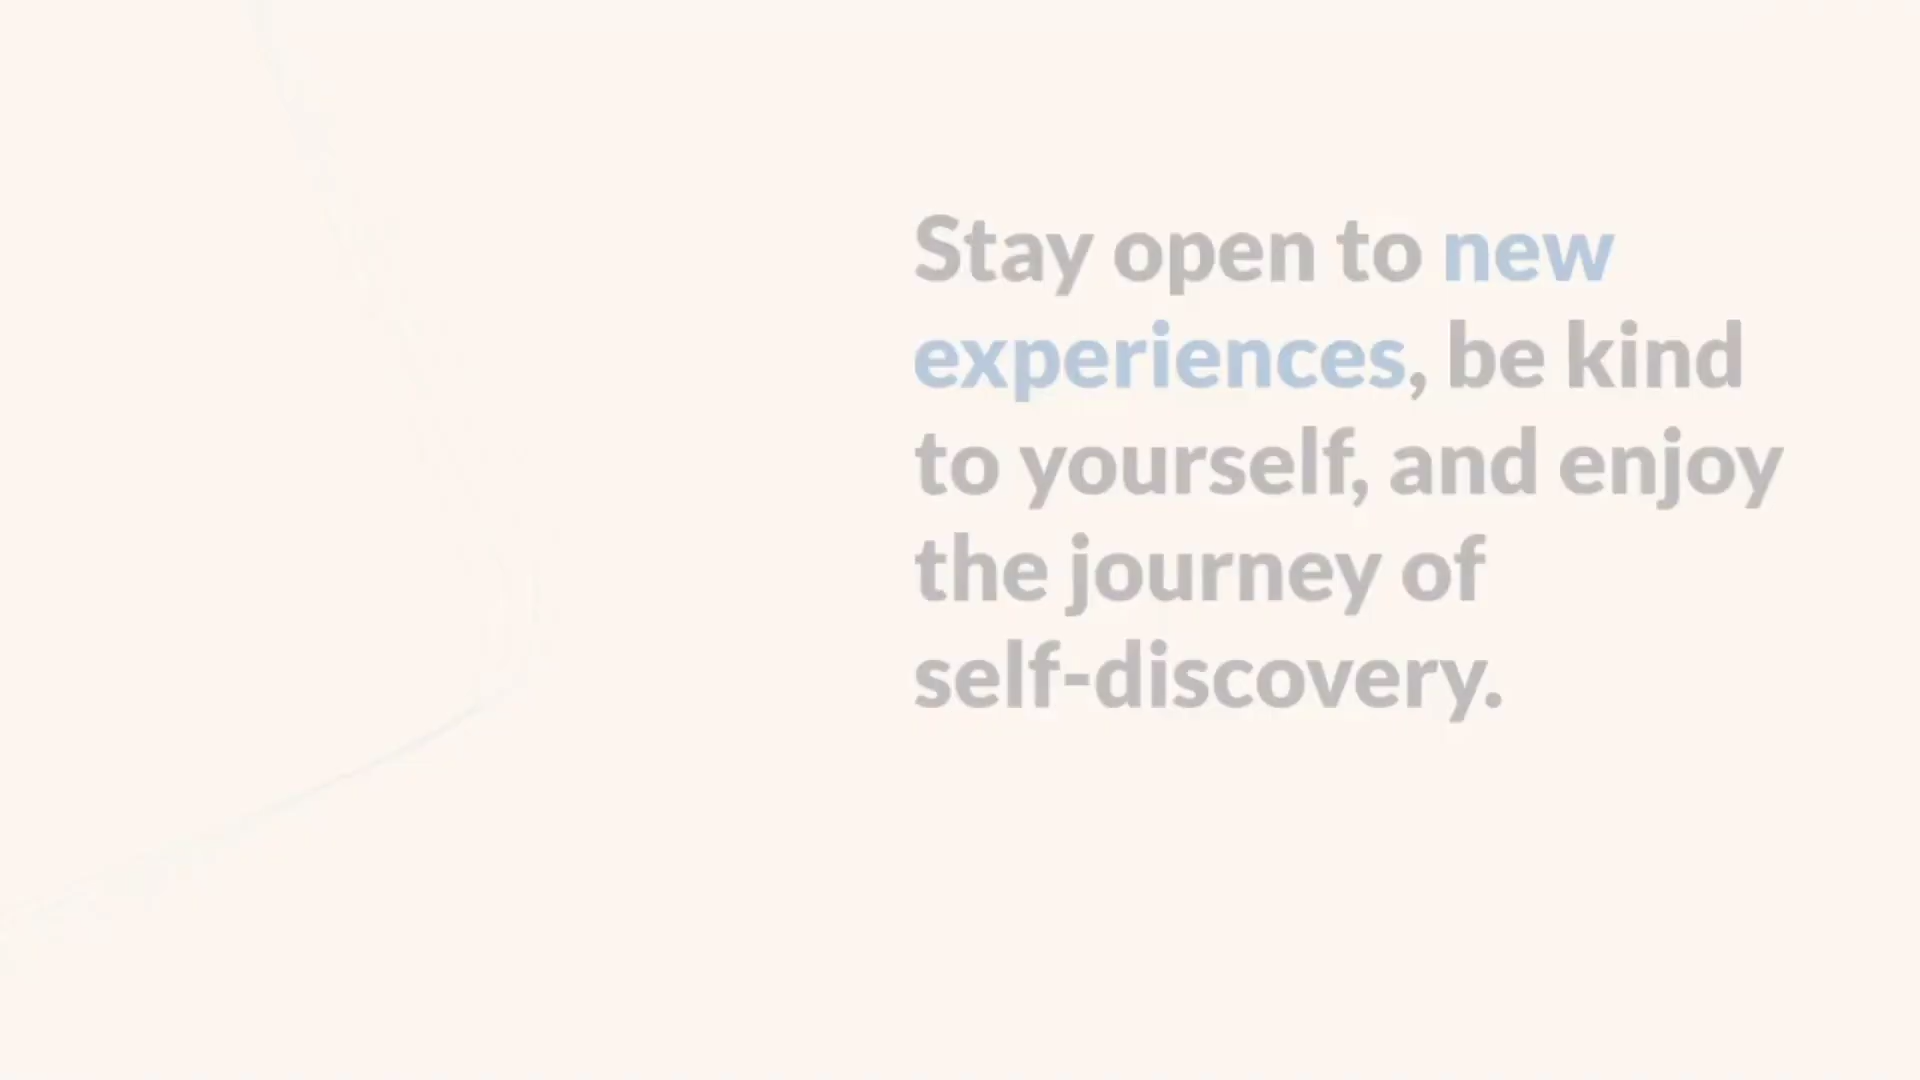 Stay open to new
experiences, be kind
to yourself, and enjoy
the journey of
self-discovery.